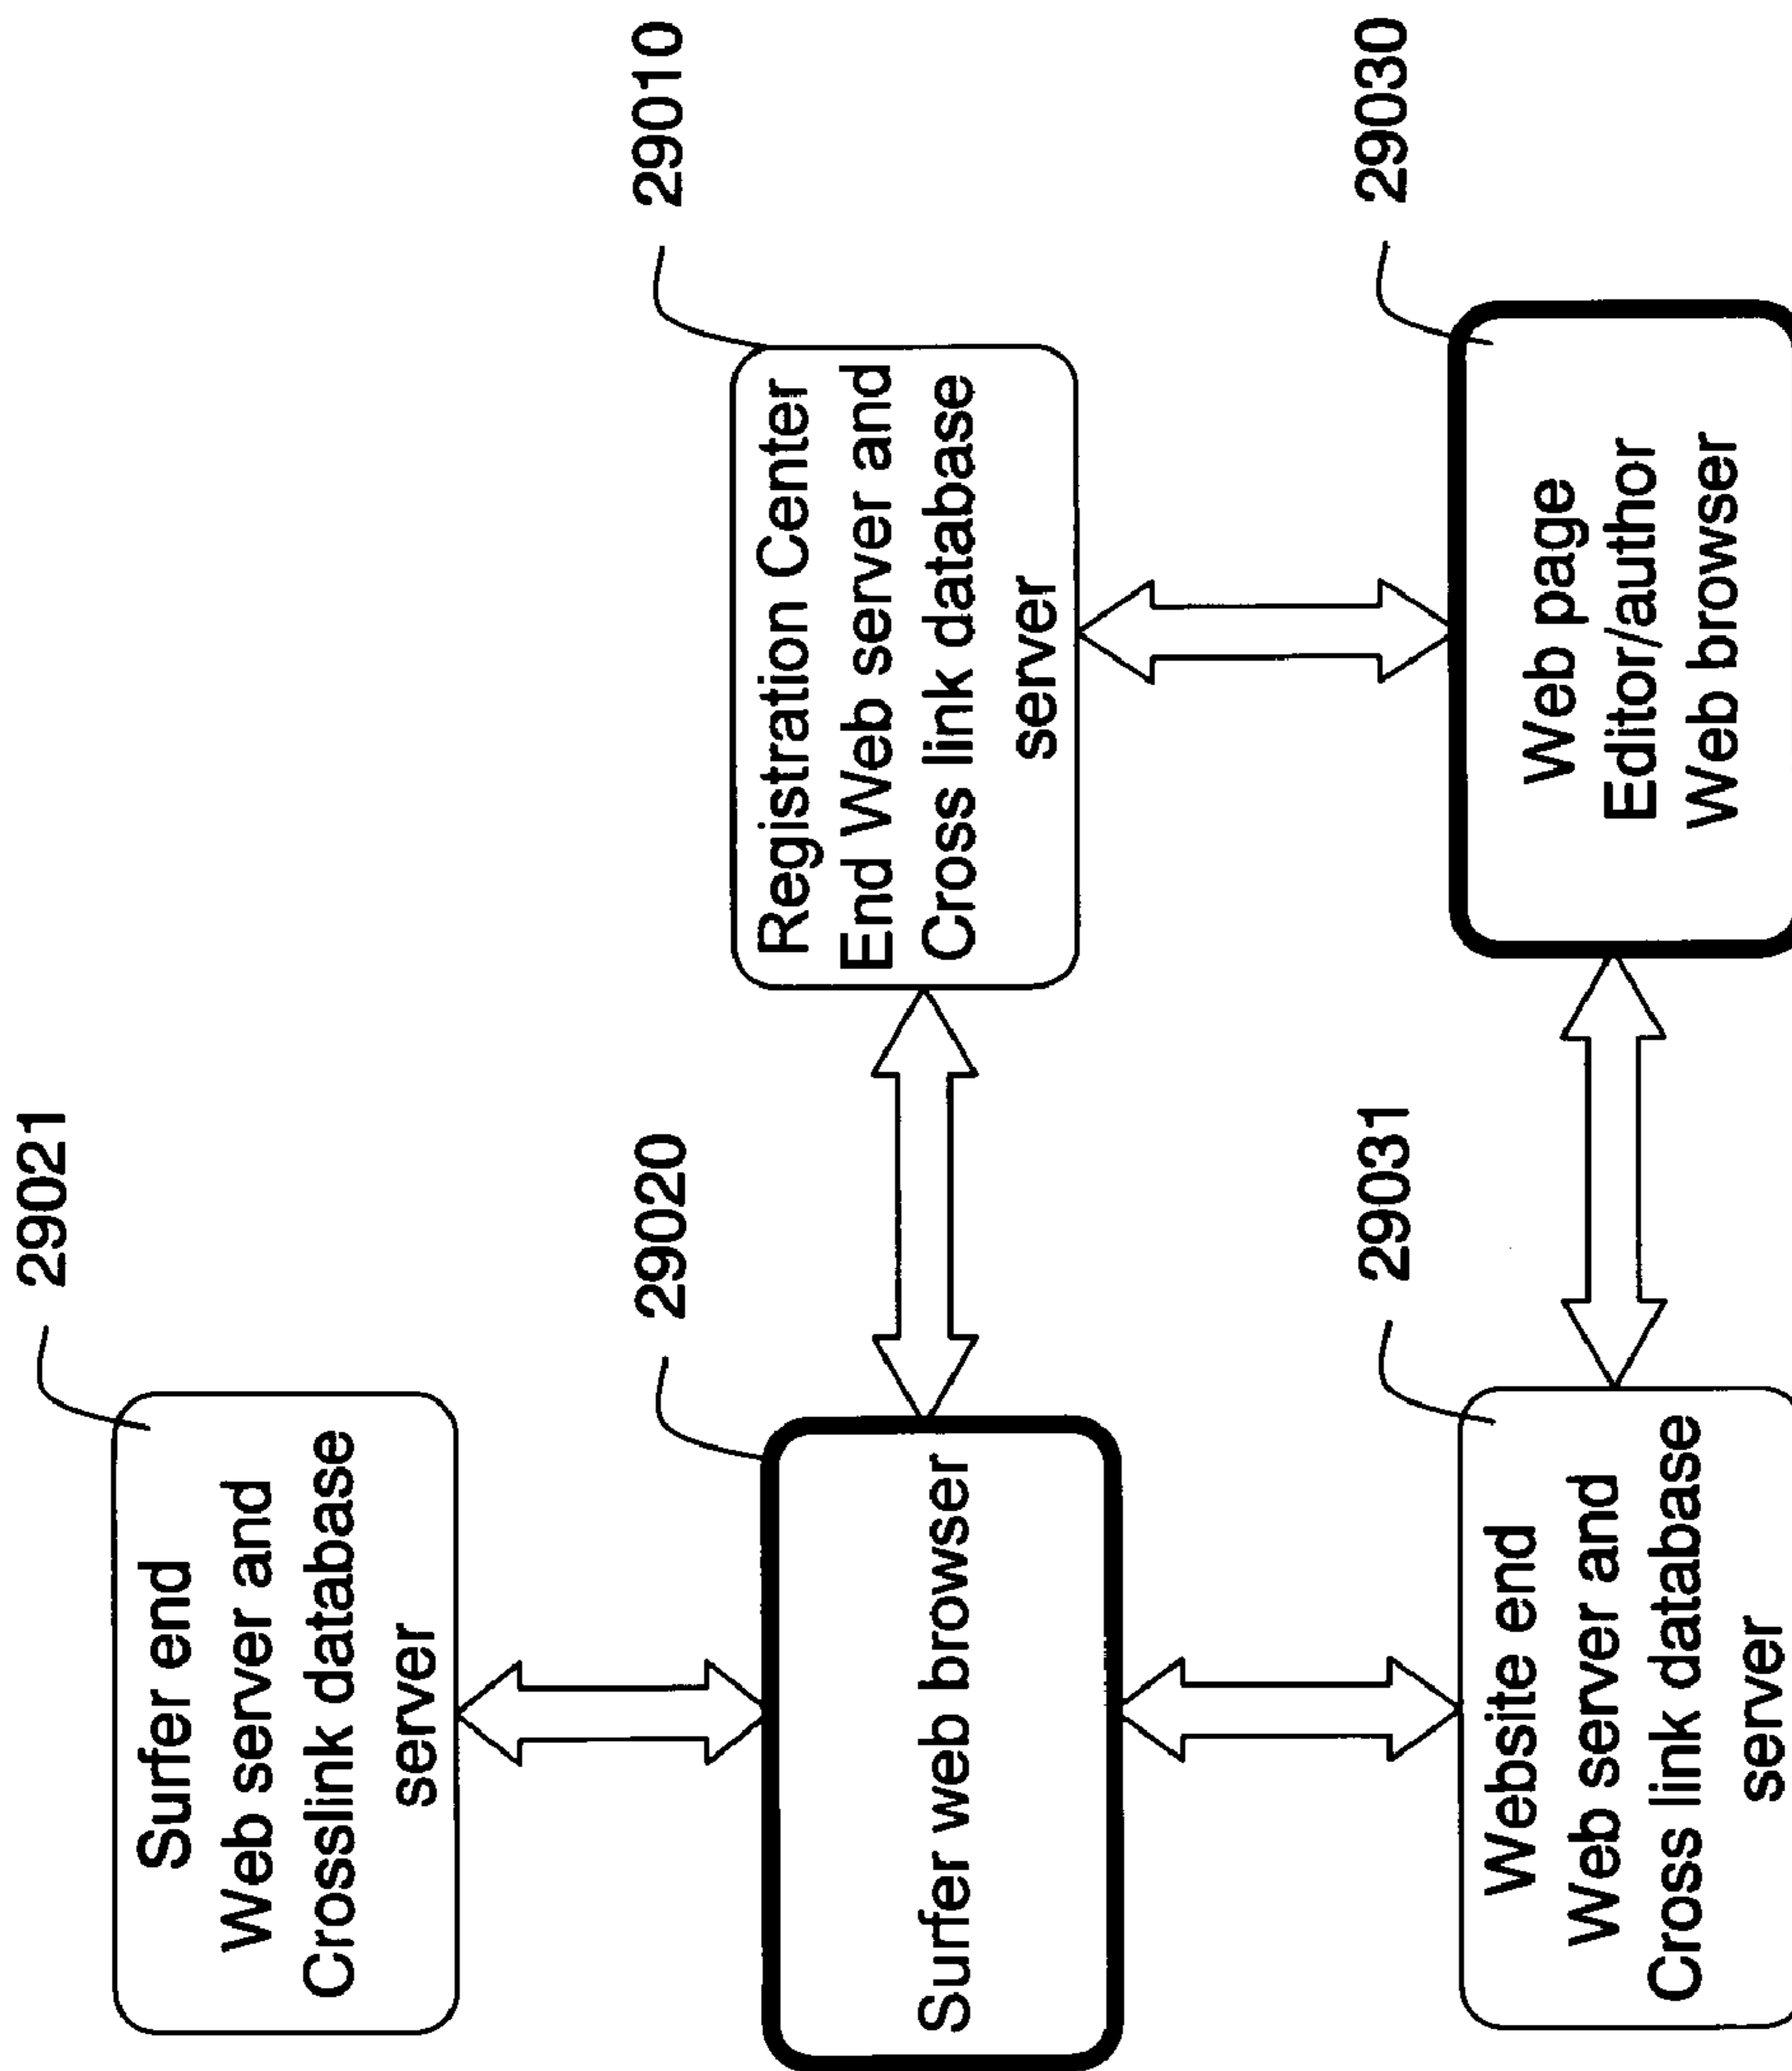 29021
Surfer end
Web server and
Crosslink database
server
29020
Surfer web browser
29010
Registration Center
End Web server and
Cross link database
server
29031
Website end
Web server and
Cross link database
server
29030
Web page
Editor/author
Web browser